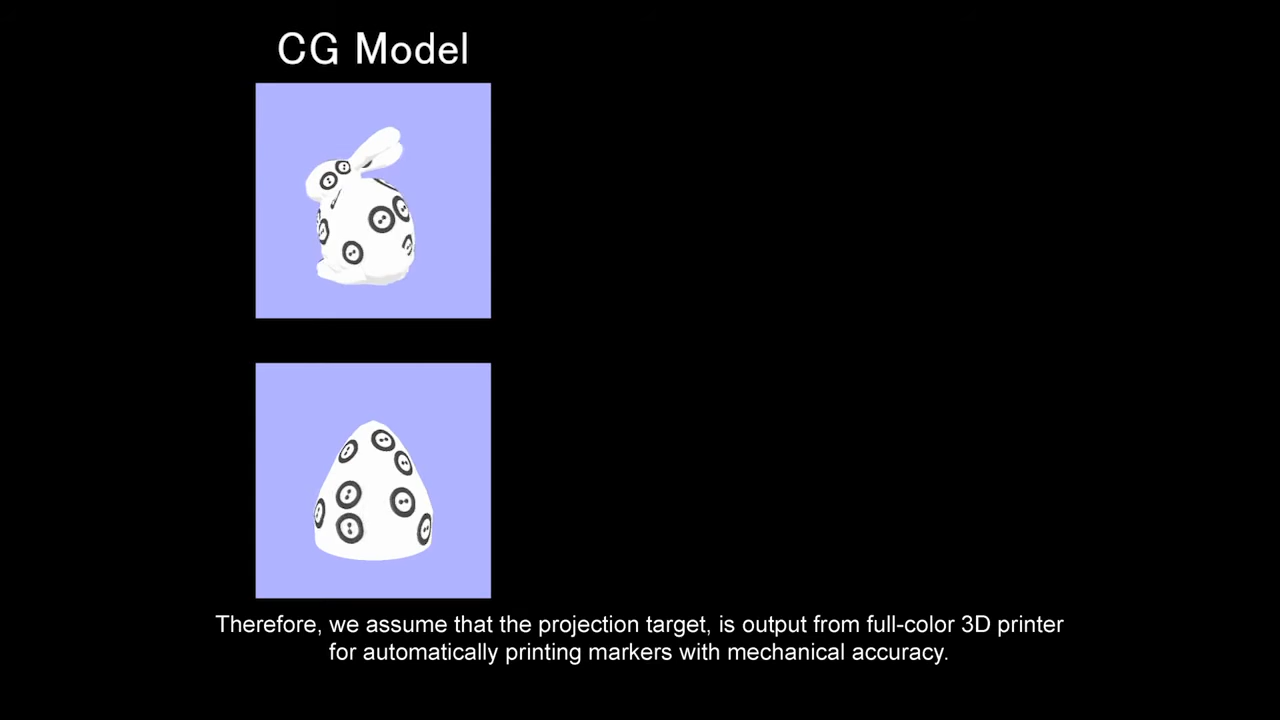 CG Model
Therefore, we assume that the projection target, is output from full-color 3D printer
for automatically printing markers with mechanical accuracy.